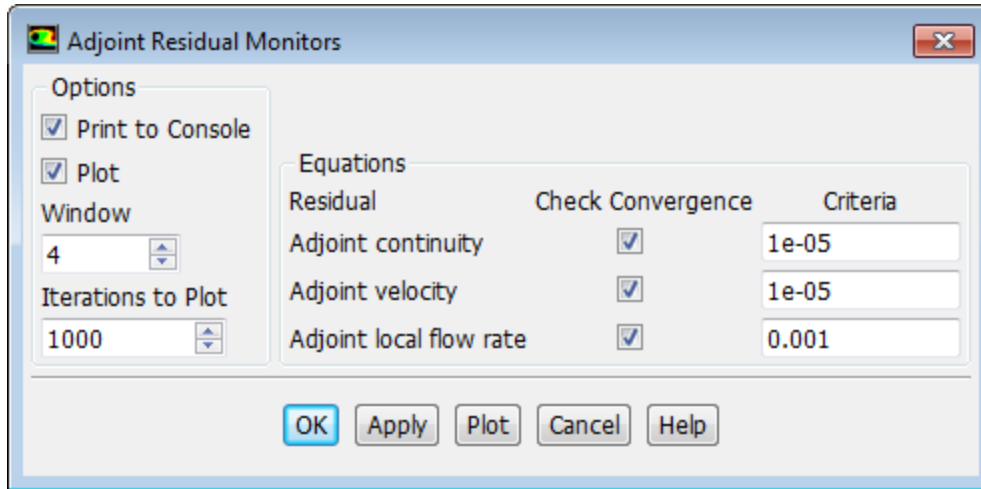 Adjoint Residual Monitors
Options
Print to Console
Plot
Window
4
Iterations to Plot
1000
Equations
Residual Check Convergence Criteria
Adjoint continuity 1e-05
Adjoint velocity 1e-05
Adjoint local flow rate 0.001
OK Apply Plot Cancel Help